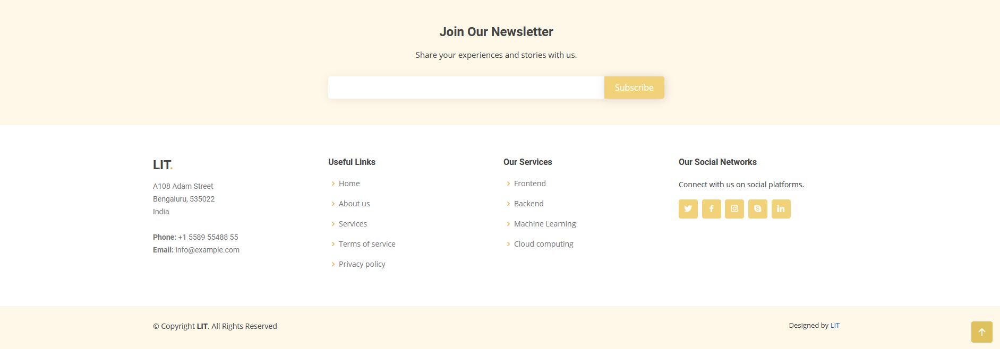 Join Our Newsletter
Share your experiences and stories with us.
Subscribe
LIT.
A108 Adam Street
Bengaluru, 535022
India
Phone: +1 5589 55488 55
Email: info@example.com
Useful Links
Home
About us
Services
Terms of service
Privacy policy
Our Services
Frontend
Backend
Machine Learning
Cloud computing
Our Social Networks
Connect with us on social platforms.
© Copyright LIT. All Rights Reserved
Designed by LIT